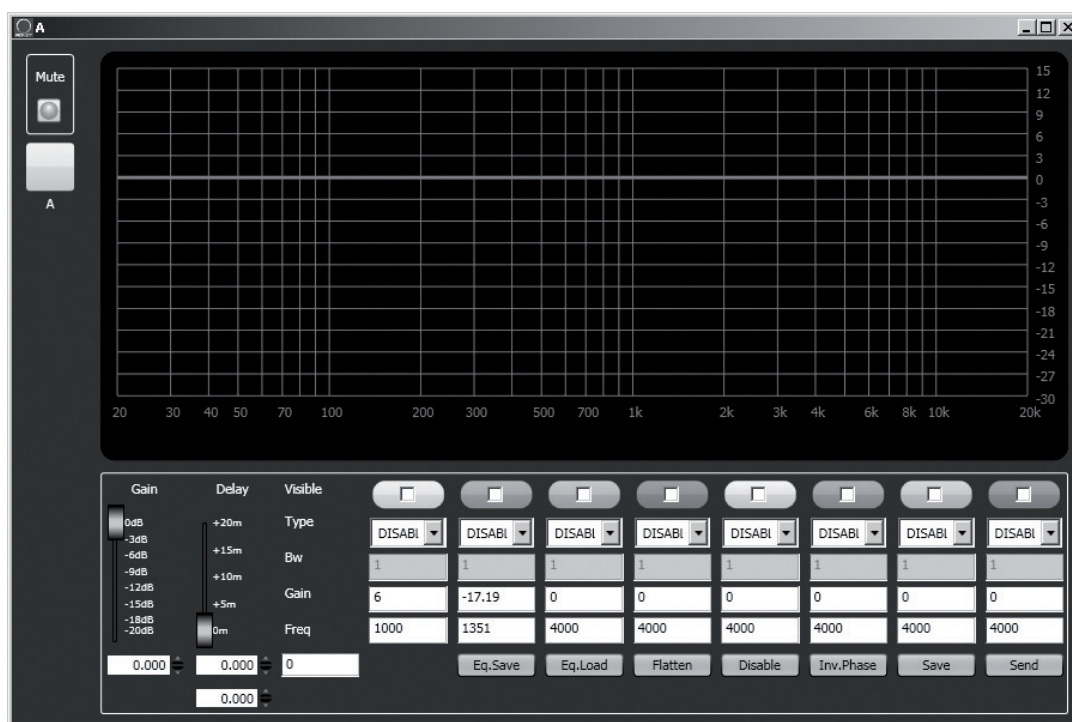 A
Mute
A
15
12
9
6
3
0
-3
-6
-9
-12
-15
-18
-21
-24
-27
-30
20 30 40 50 70 100 200 300 500 700 1k 2k 3k 4k 6k 8k 10k 20k
Gain Delay Visible
Type DISABL DISABL DISABL DISABL DISABL DISABL DISABL DISABL
Bw 1 1 1 1 1 1 1 1
Gain 6 -17.19 0 0 0 0 0 0
Freq 1000 1351 4000 4000 4000 4000 4000 4000
0dB
-3dB
-6dB
-9dB
-12dB
-15dB
-18dB
-20dB
+20m
+15m
+10m
+5m
0m
0.000 0.000 0 Eq.Save Eq.Load Flatten Disable Inv.Phase Save Send
0.000